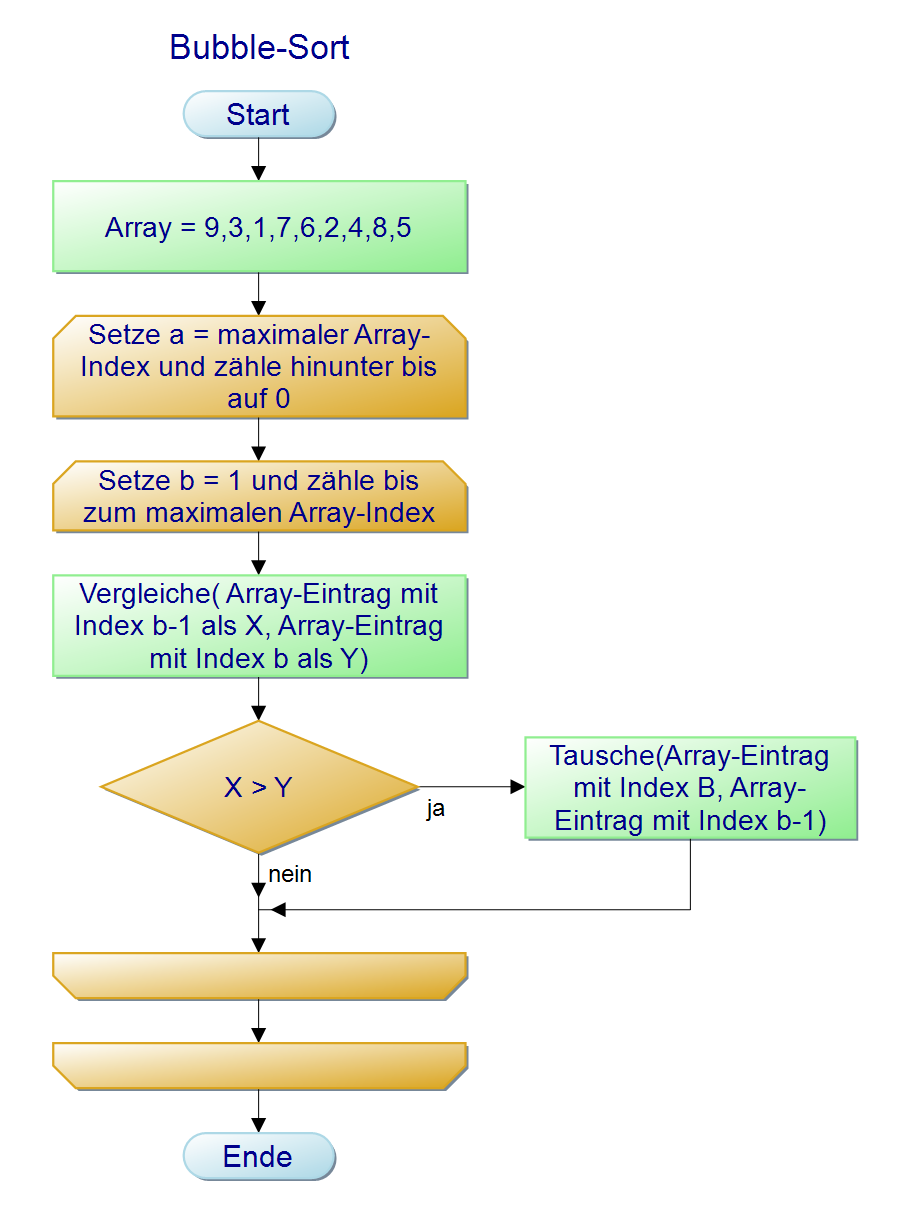 Bubble-Sort
Start
Array = 9,3,1,7,6,2,4,8,5
Setze a = maximaler Array-
Index und zähle hinunter bis
auf 0
Setze b = 1 und zähle bis
zum maximalen Array-Index
Vergleiche( Array-Eintrag mit
Index b-1 als X, Array-Eintrag
mit Index b als Y)
X > Y
ja
Tausche(Array-Eintrag
mit Index B, Array-
Eintrag mit Index b-1)
nein
Ende